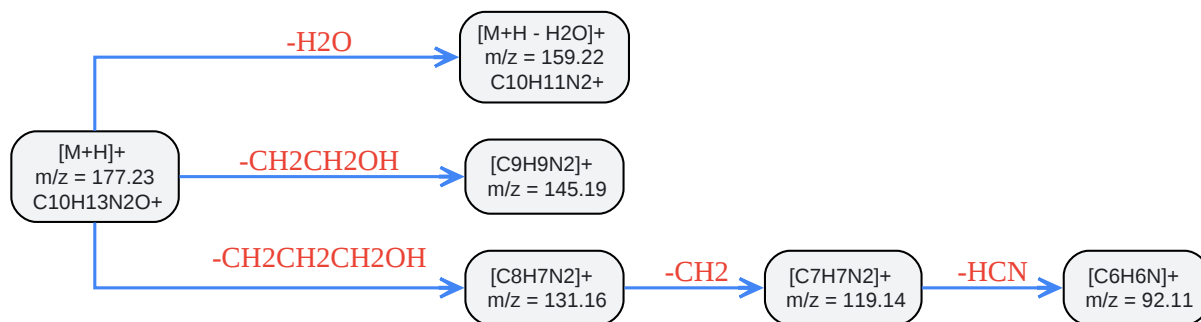 -H2O
[M+H - H2O]+
m/z = 159.22
C10H11N2+
[M+H]+
m/z = 177.23
C10H13N2O+
-CH2CH2OH
[C9H9N2]+
m/z = 145.19
-CH2CH2CH2OH
[C8H7N2]+
m/z = 131.16
-CH2
[C7H7N2]+
m/z = 119.14
-HCN
[C6H6N]+
m/z = 92.11